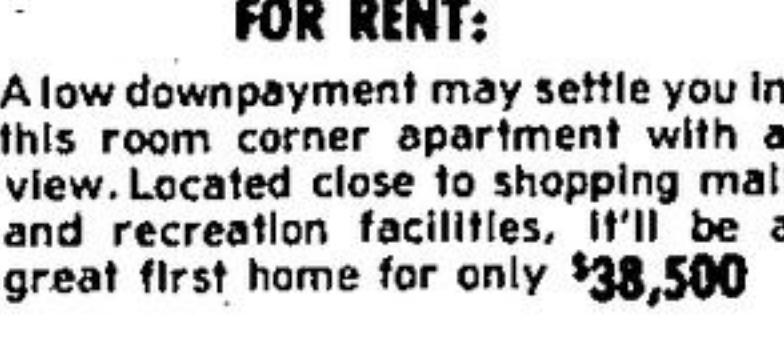 FOR RENT:
A low downpayment may settle you in
this room corner apartment with a
view. Located close to shopping mal
and recreation facilities, it'll be a
great first home for only $38,500